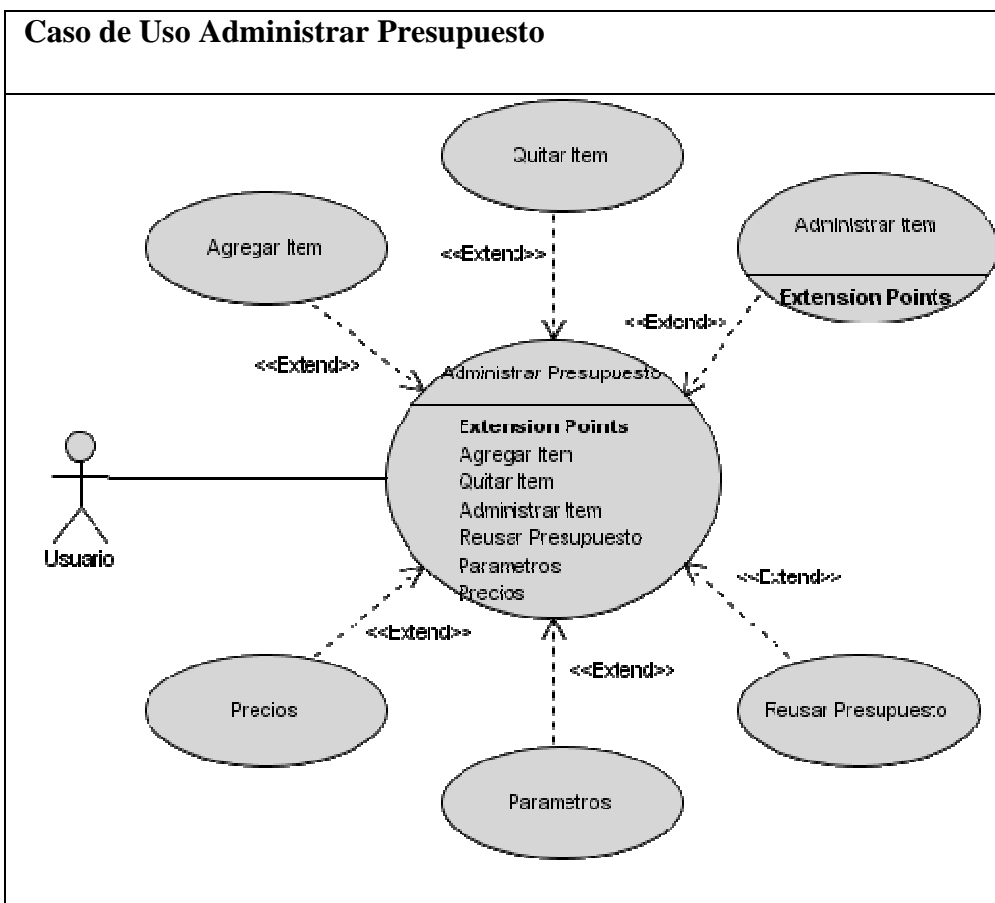 Caso de Uso Administrar Presupuesto
Quitar Item
Agregar Item
Administrar Item
Extension Points
<<Extend>>
<<Extend>>
<<Extend>>
Administrar Presupuesto
Extension Points
Agregar Item
Quitar Item
Administrar Item
Reusar Presupuesto
Parametros
Precios
Usuario
<<Extend>>
<<Extend>>
<<Extend>>
Precios
Reusar Presupuesto
Parametros